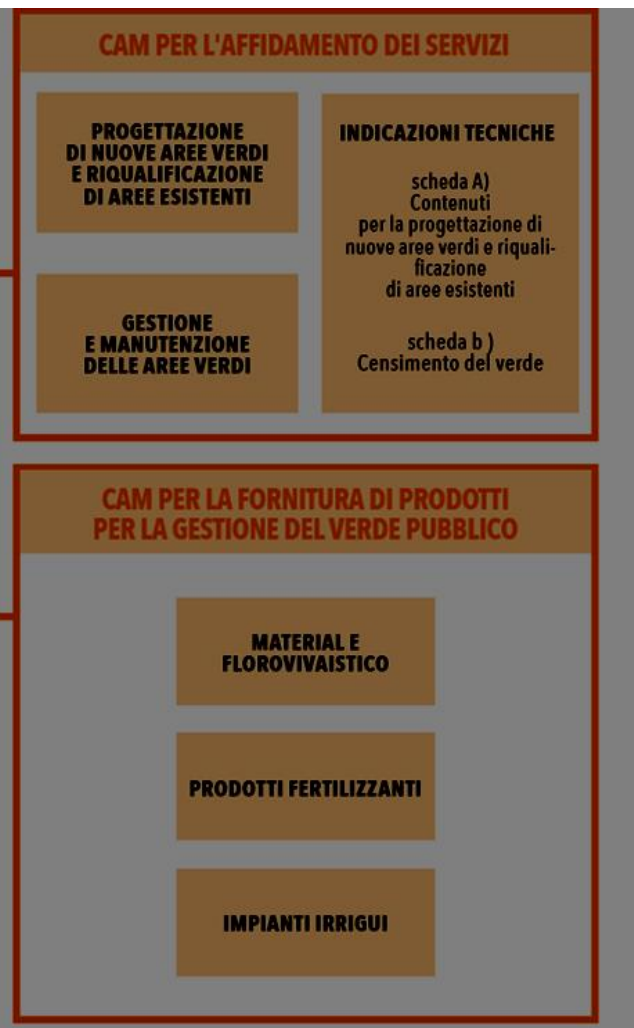 CAM PER L'AFFIDAMENTO DEI SERVIZI
PROGETTAZIONE
DI NUOVE AREE VERDI
E RIQUALIFICAZIONE
DI AREE ESISTENTI
GESTIONE
E MANUTENZIONE
DELLE AREE VERDI
INDICAZIONI TECNICHE
scheda A)
Contenuti
per la progettazione di
nuove aree verdi e riquali-
ficazione
di aree esistenti
scheda b )
Censimento del verde
CAM PER LA FORNITURA DI PRODOTTI
PER LA GESTIONE DEL VERDE PUBBLICO
MATERIAL E
FLOROVIVAISTICO
PRODOTTI FERTILIZZANTI
IMPIANTI IRRIGUI